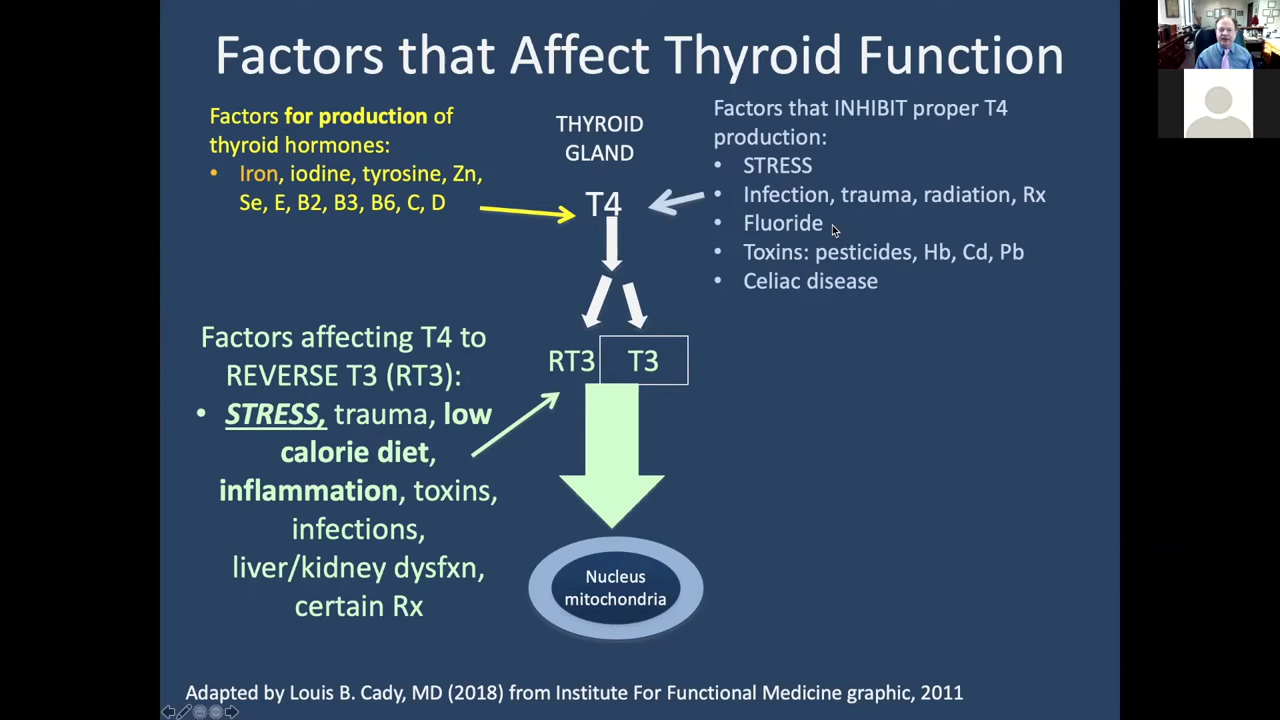 Factors that Affect Thyroid Function
Factors for production of
thyroid hormones:
• Iron, iodine, tyrosine, Zn,
Se, E, B2, B3, B6, C, D
THYROID
GLAND
T4
Factors that INHIBIT proper T4
production:
• STRESS
• Infection, trauma, radiation, Rx
• Fluoride
• Toxins: pesticides, Hb, Cd, Pb
• Celiac disease
Factors affecting T4 to
REVERSE T3 (RT3):
• STRESS, trauma, low
calorie diet,
inflammation, toxins,
infections,
liver/kidney dysfxn,
certain Rx
RT3
T3
Nucleus
mitochondria
Adapted by Louis B. Cady, MD (2018) from Institute For Functional Medicine graphic, 2011